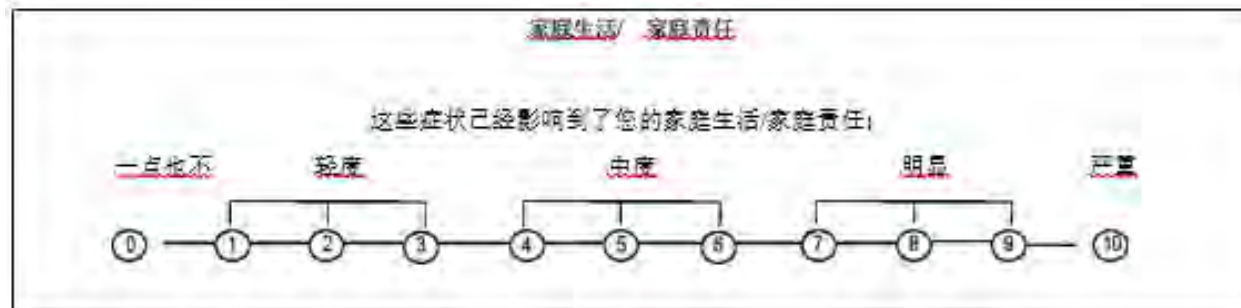 家庭生活/ 家庭责任
这些症状已经影响到了您的家庭生活/家庭责任:
一点也不 轻度 中度 明显 严重
0 1 2 3 4 5 6 7 8 9 10